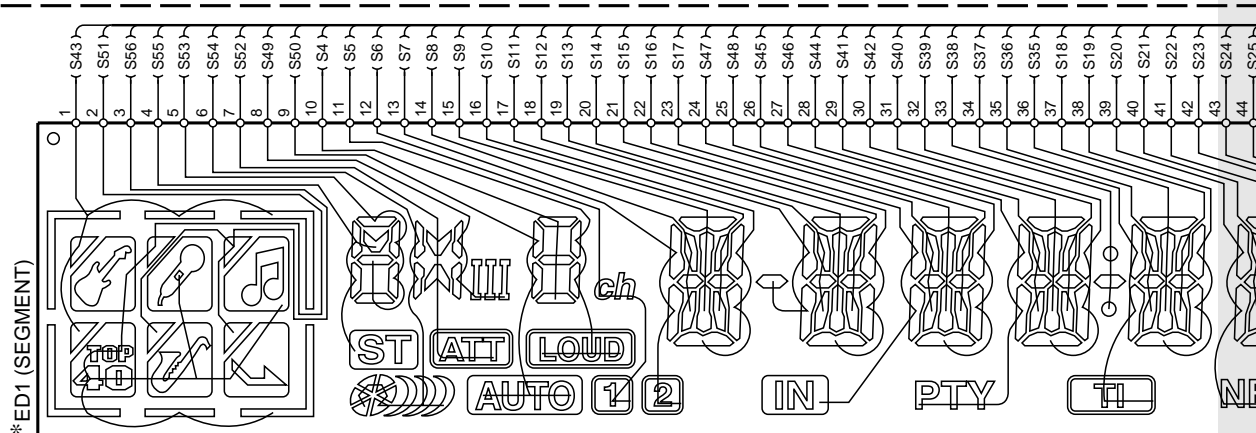 S43 S51 S56 S55 S53 S54 S52 S49 S50 S4 S5 S6 S7 S8 S9 S10 S11 S12 S13 S14 S15 S16 S17 S47 S48 S45 S46 S44 S41 S42 S40 S39 S38 S37 S36 S35 S18 S19 S20 S21 S22 S23 S24 S25
1 2 3 4 5 6 7 8 9 10 11 12 13 14 15 16 17 18 19 20 21 22 23 24 25 26 27 28 29 30 31 32 33 34 35 36 37 38 39 40 41 42 43 44
*ED1 (SEGMENT)
III ch
TOP 40 ST ATT LOUD
AUTO 1 2 IN PTY TI